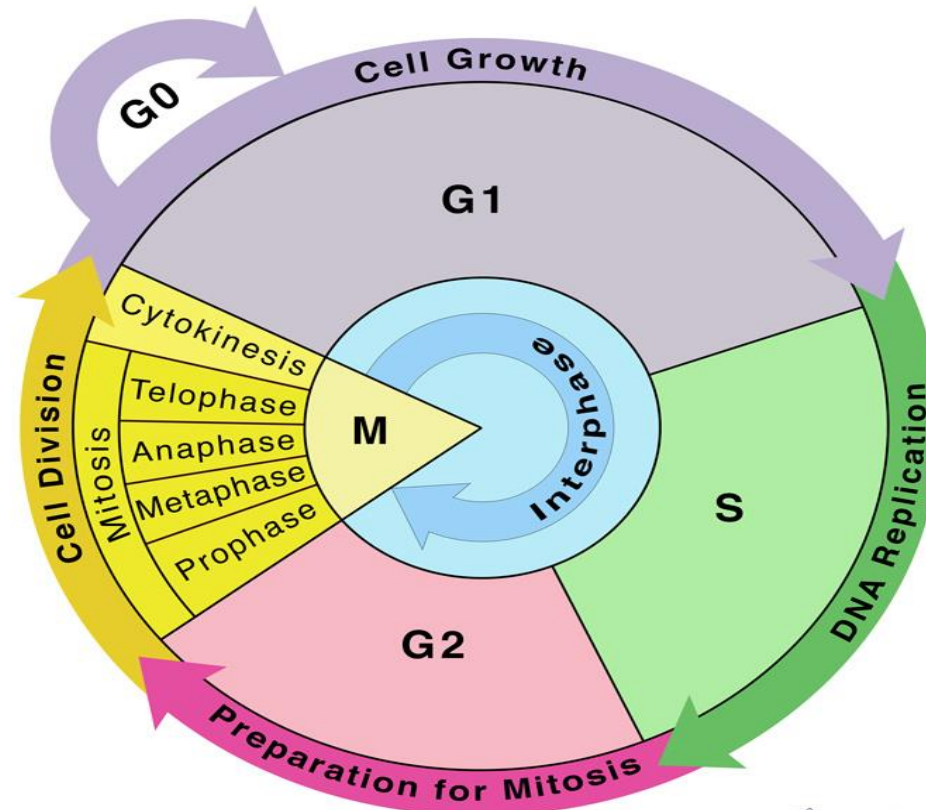 G0
Cell Growth
G1
Cytokinesis
Telophase
Anaphase
Metaphase
Prophase
Mitosis
Cell Division
M
Interphase
S
DNA Replication
G2
Preparation for Mitosis